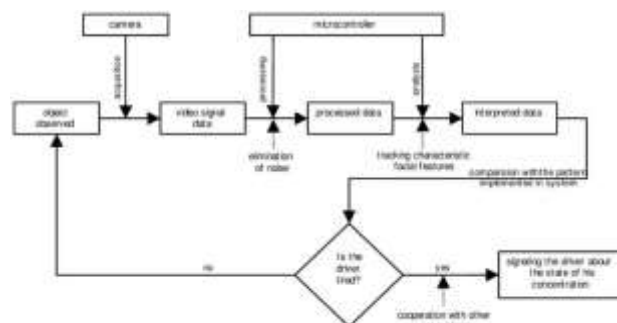 camera
microcontroller
acquisition
processing
analysis
object
observed
video signal
data
processed data
interpreted data
elimination
of noise
tracking characteristic
facial features
comparision with the pattern
implemented in system
Is the
driver
tired?
no
yes
signaling the driver about
the state of his
concentration
cooperation with other